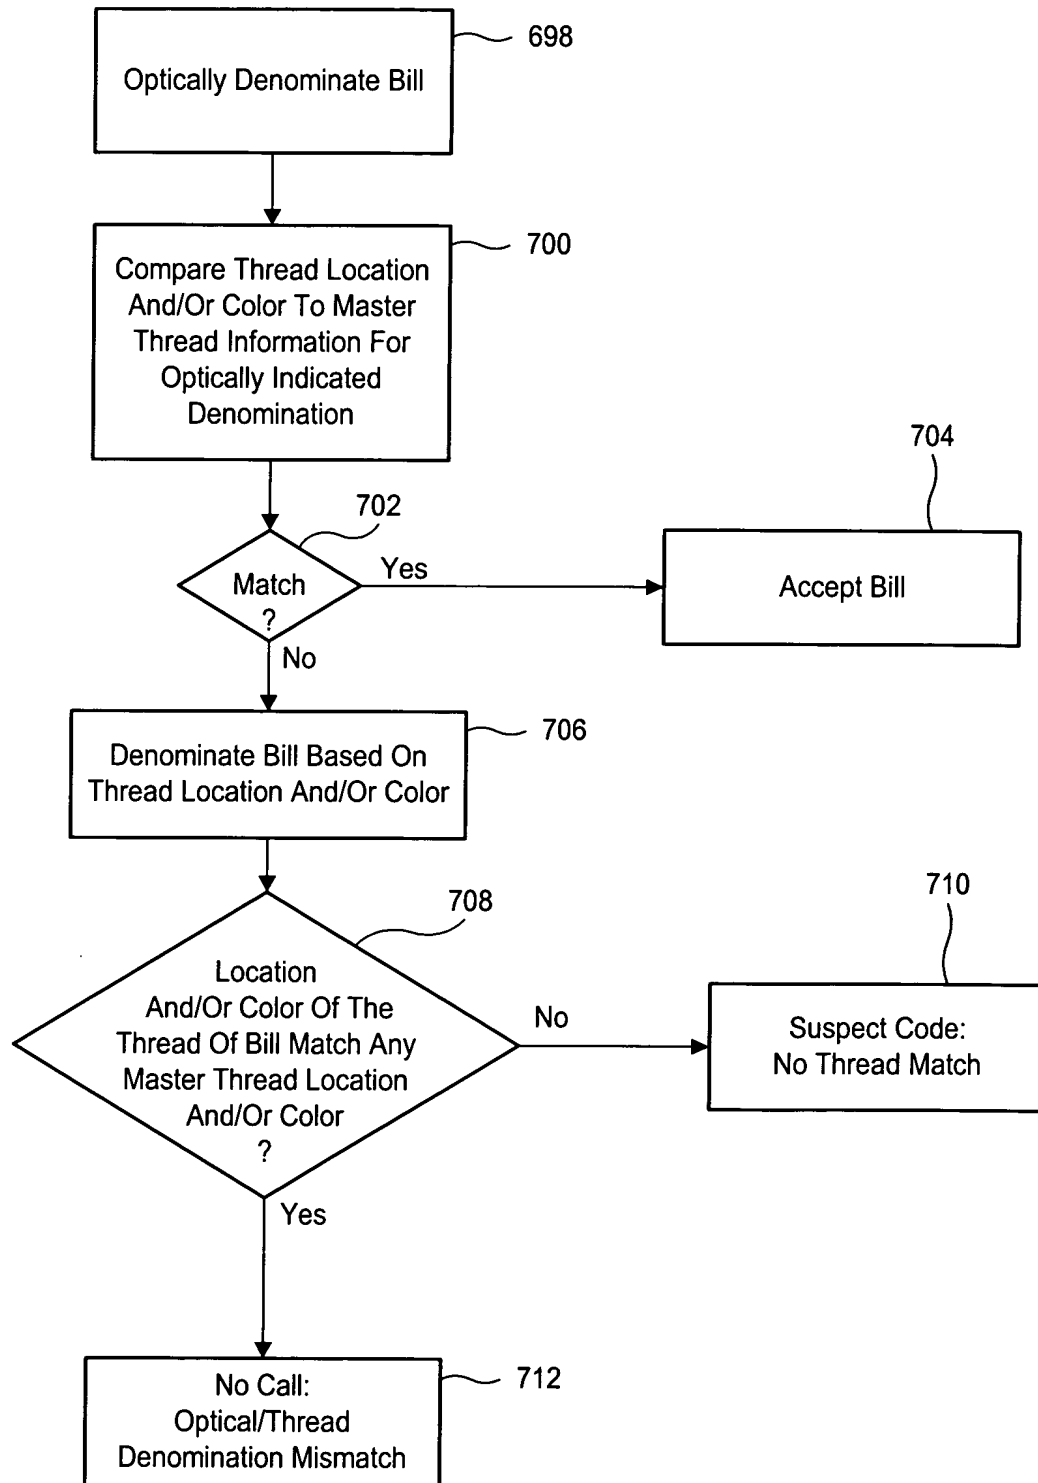 698
Optically Denominate Bill
700
Compare Thread Location
And/Or Color To Master
Thread Information For
Optically Indicated
Denomination
704
702
Match
?
Yes
Accept Bill
No
706
Denominate Bill Based On
Thread Location And/Or Color
708
710
Location
And/Or Color Of The
Thread Of Bill Match Any
Master Thread Location
And/Or Color
?
No
Suspect Code:
No Thread Match
Yes
712
No Call:
Optical/Thread
Denomination Mismatch